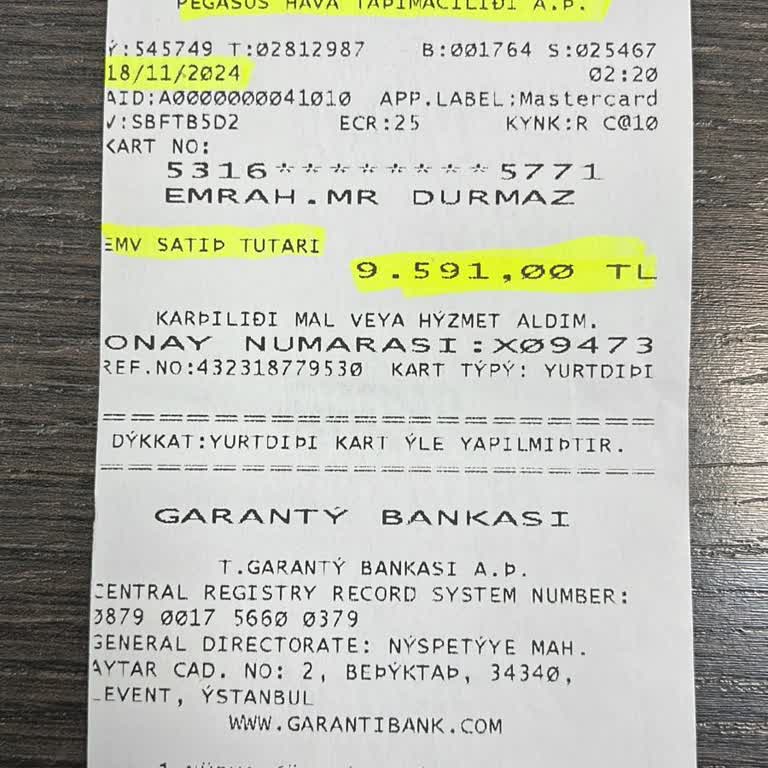 PEGASUS HAVA TAÞIMACILIÐI A.Þ.
Ý:545749 T:02812987 B:001764 S:025467
18/11/2024 02:20
AID:A0000000041010 APP.LABEL:Mastercard
V:SBFTB5D2 ECR:25 KYNK:R C@10
KART NO:
5316********5771
EMRAH.MR DURMAZ
EMV SATIÞ TUTARI
9.591,00 TL
KARÞILIÐI MAL VEYA HÝZMET ALDIM.
ONAY NUMARASI:X09473
REF.NO:432318779530 KART TÝPÝ: YURTDIÞI
DÝKKAT:YURTDIÞI KART ÝLE YAPILMIÞTIR.
GARANTÝ BANKASI
T.GARANTÝ BANKASI A.Þ.
CENTRAL REGISTRY RECORD SYSTEM NUMBER:
0879 0017 5660 0379
GENERAL DIRECTORATE: NÝSPETÝYE MAH.
AYTAR CAD. NO: 2, BEÞÝKTAÞ, 34340,
LEVENT, ÝSTANBUL
WWW.GARANTIBANK.COM